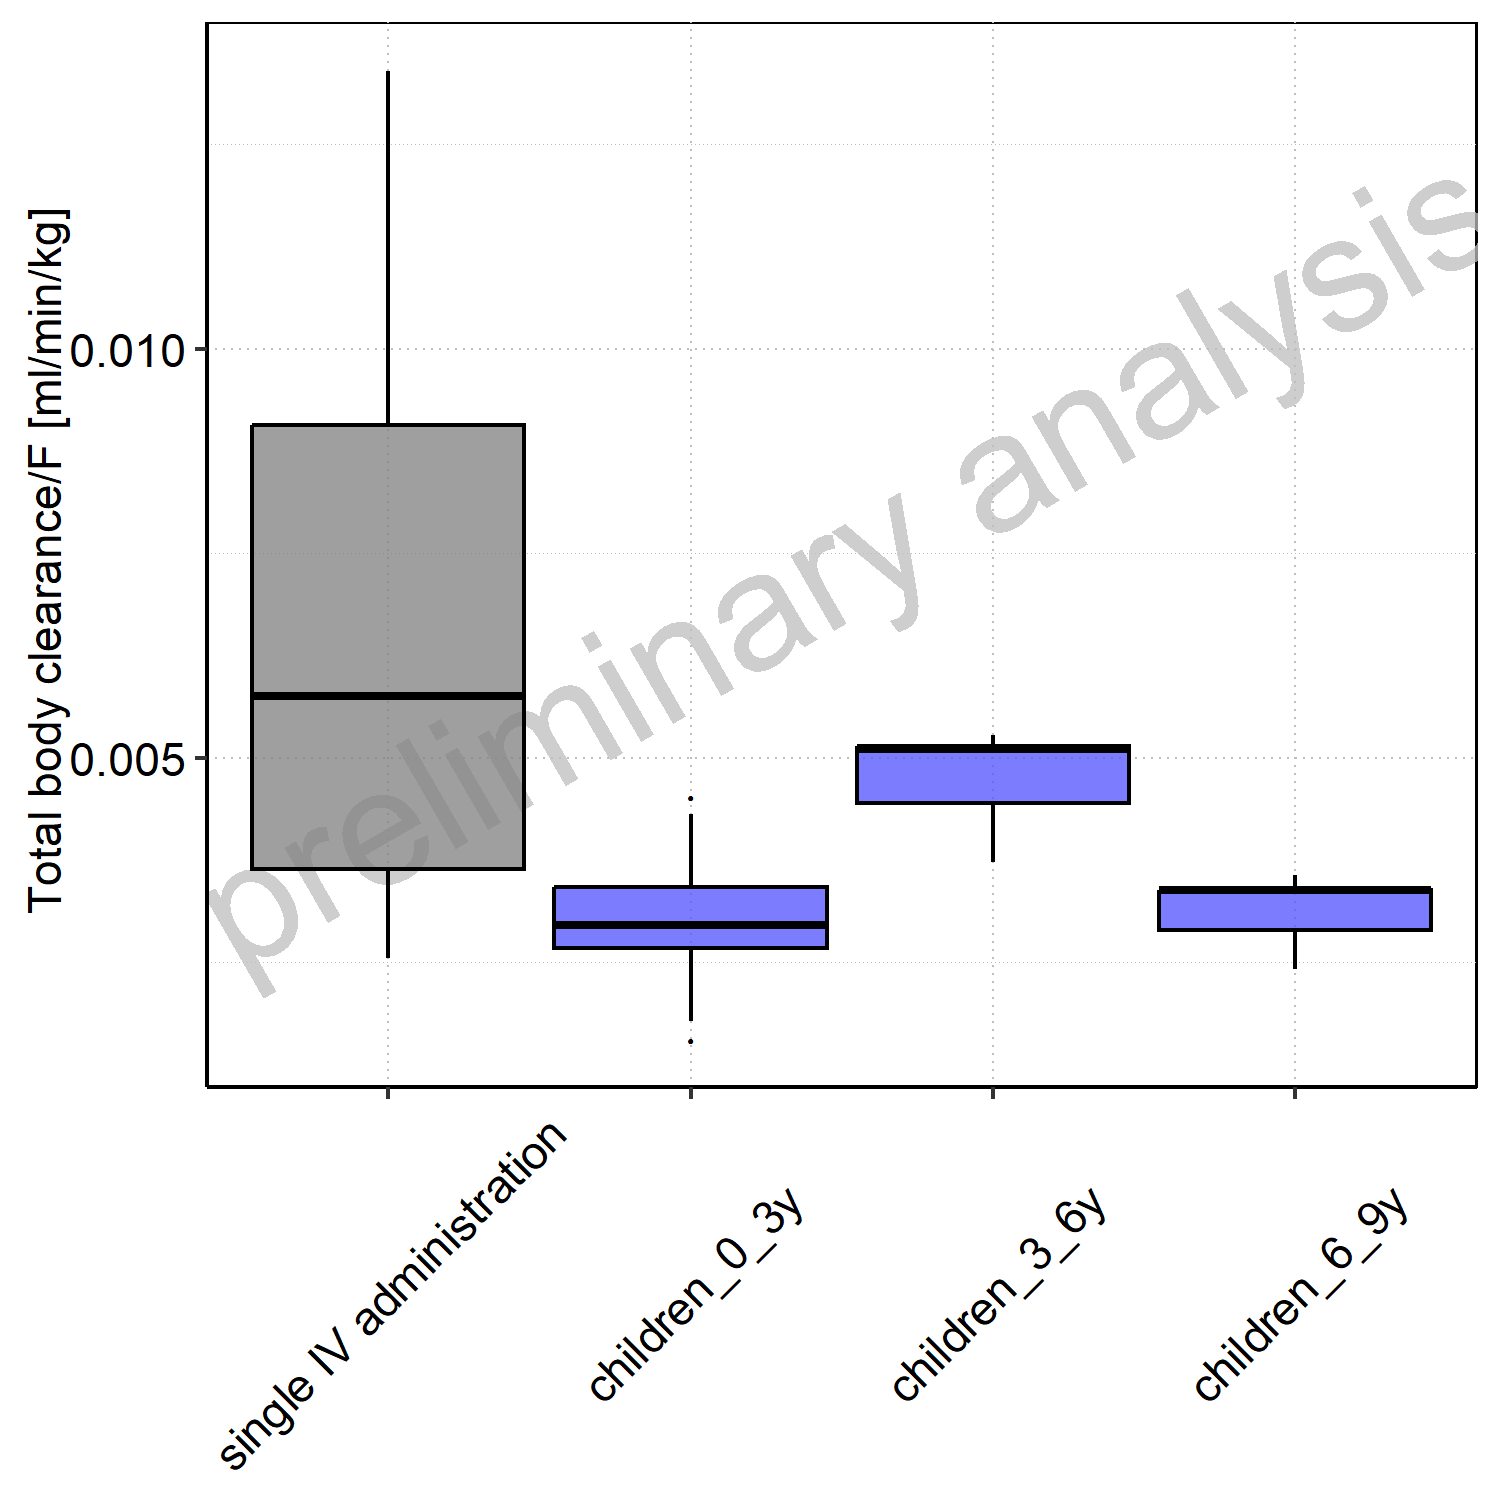 Total body clearance/F [ml/min/kg]
0.010
0.005
preliminary analysis
single IV administration
children_0_3y
children_3_6y
children_6_9y